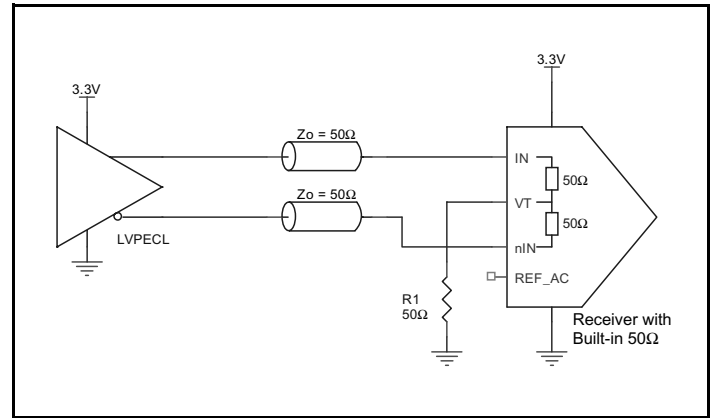 3.3V
3.3V
Zo = 50Ω
IN
50Ω
Zo = 50Ω
VT
50Ω
LVPECL
nIN
REF_AC
R1
50Ω
Receiver with
Built-in 50Ω